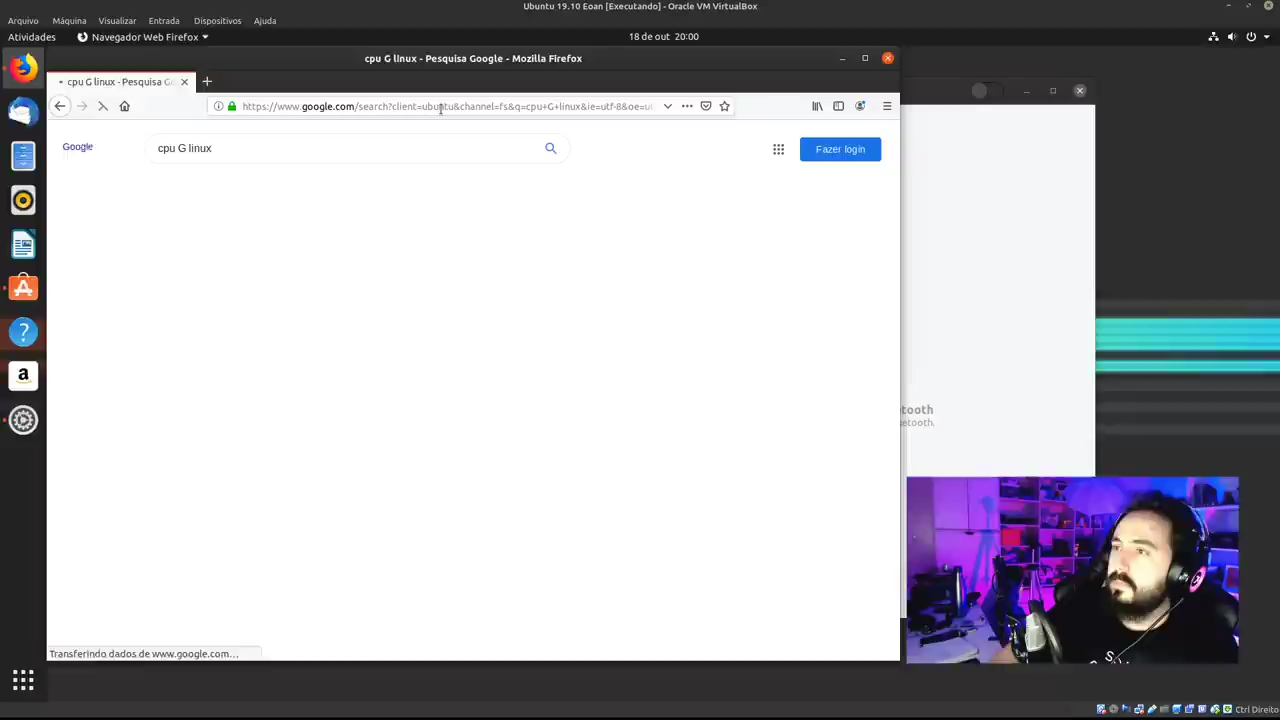 Ubuntu 19.10 Eoan [Executando] - Oracle VM VirtualBox
Arquivo Máquina Visualizar Entrada Dispositivos Ajuda
Atividades Navegador Web Firefox 18 de out 20:00
cpu G linux - Pesquisa Google - Mozilla Firefox
cpu G linux - Pesquisa Go
https://www.google.com/search?client=ubuntu&channel=fs&q=cpu+G+linux&ie=utf-8&oe=u
Google cpu G linux Fazer login
tooth
etooth.
Transferindo dados de www.google.com...
Ctrl Direito